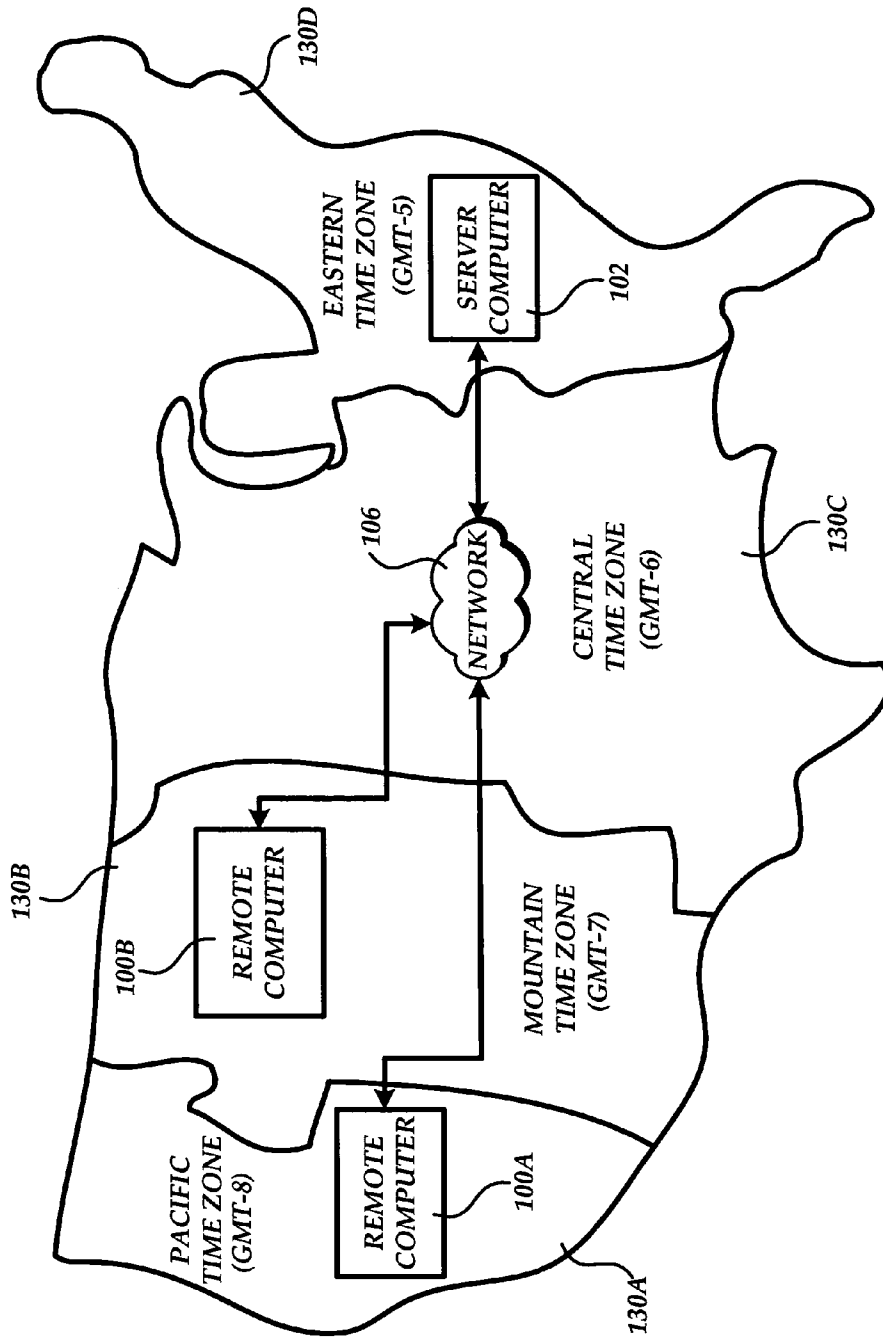 PACIFIC
TIME ZONE
(GMT-8)
REMOTE
COMPUTER
100A
130A
130B
100B
REMOTE
COMPUTER
MOUNTAIN
TIME ZONE
(GMT-7)
106
NETWORK
CENTRAL
TIME ZONE
(GMT-6)
130C
EASTERN
TIME ZONE
(GMT-5)
SERVER
COMPUTER
102
130D